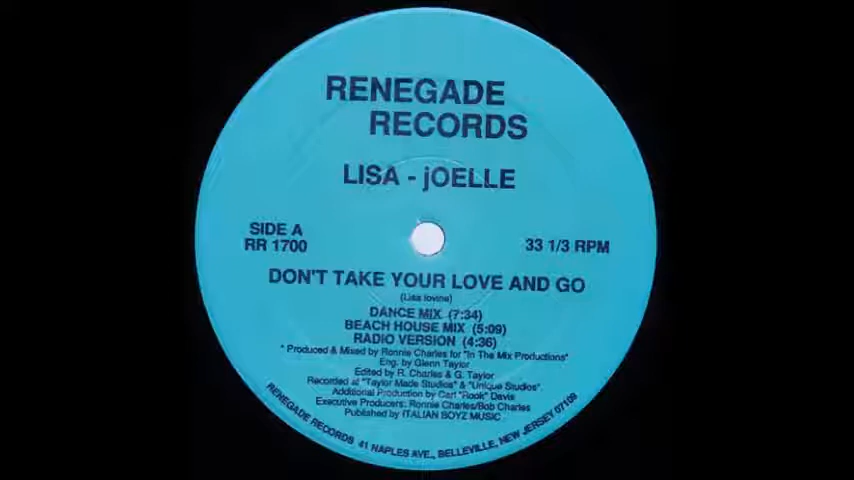 RENEGADE
RECORDS
LISA - jOELLE
SIDE A
RR 1700
33 1/3 RPM
DON'T TAKE YOUR LOVE AND GO
(Lisa Iovine)
DANCE MIX (7:34)
BEACH HOUSE MIX (5:09)
RADIO VERSION (4:36)
* Produced & Mixed by Ronnie Charles for "In The Mix Productions"
Eng. by Glenn Taylor
Edited by R. Charles & G. Taylor
Recorded at "Taylor Made Studios" & "Unique Studios".
Additional Production by Carl "Rook" Davis
Executive Producers: Ronnie Charles/Bob Charles
Published by ITALIAN BOYZ MUSIC
RENEGADE RECORDS 41 NAPLES AVE., BELLEVILLE, NEW JERSEY 07109